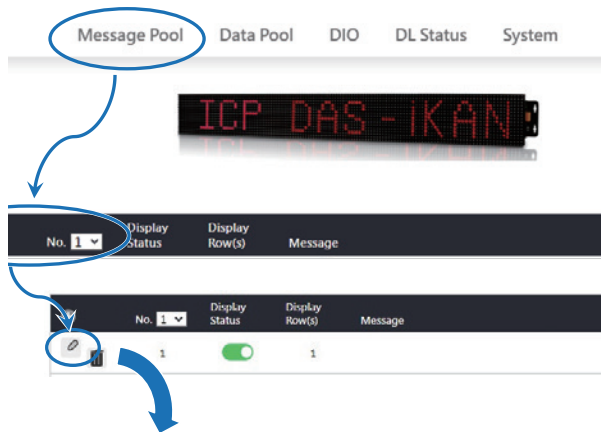 Message Pool Data Pool DIO DL Status System
ICP DAS-iKAN
No. 1 Display Status Display Row(s) Message
No. 1 Display Status Display Row(s) Message
1 1